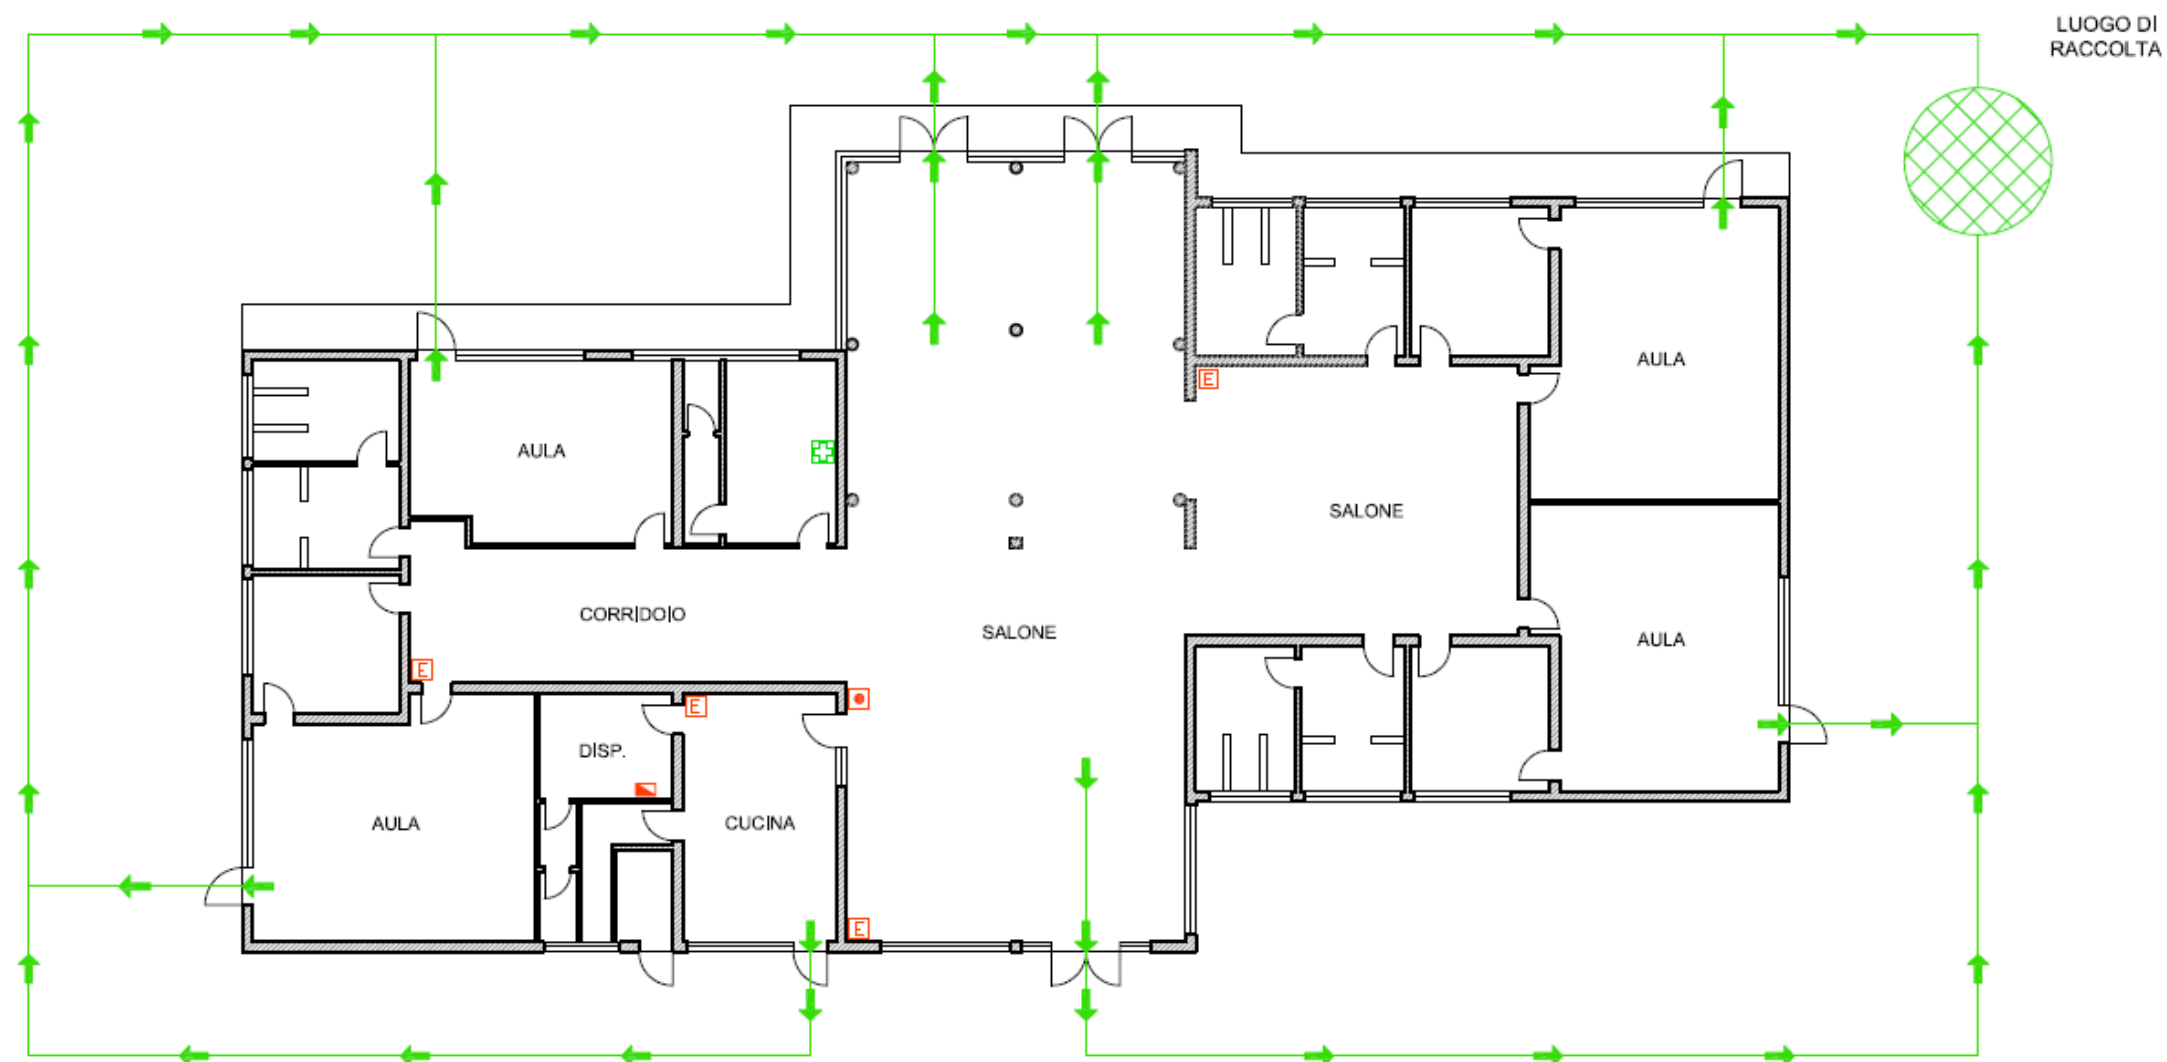 LUOGO DI
RACCOLTA
AULA
E
AULA
SALONE
CORRIDOIO
SALONE
AULA
E
E
DISP.
AULA
CUCINA
E